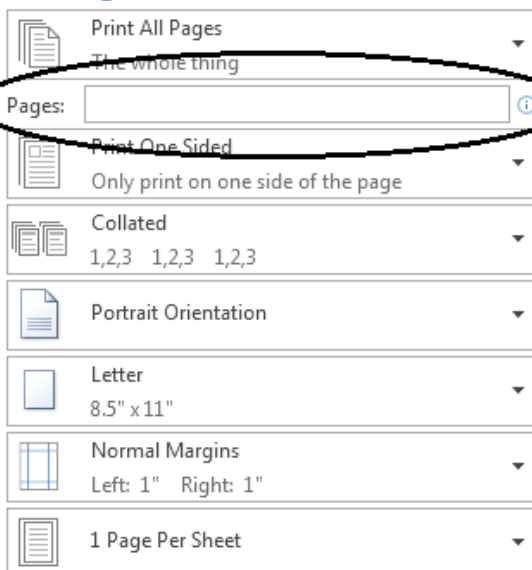 Print All Pages
The whole thing
Pages:
Print One Sided
Only print on one side of the page
Collated
1,2,3 1,2,3 1,2,3
Portrait Orientation
Letter
8.5" x 11"
Normal Margins
Left: 1" Right: 1"
1 Page Per Sheet